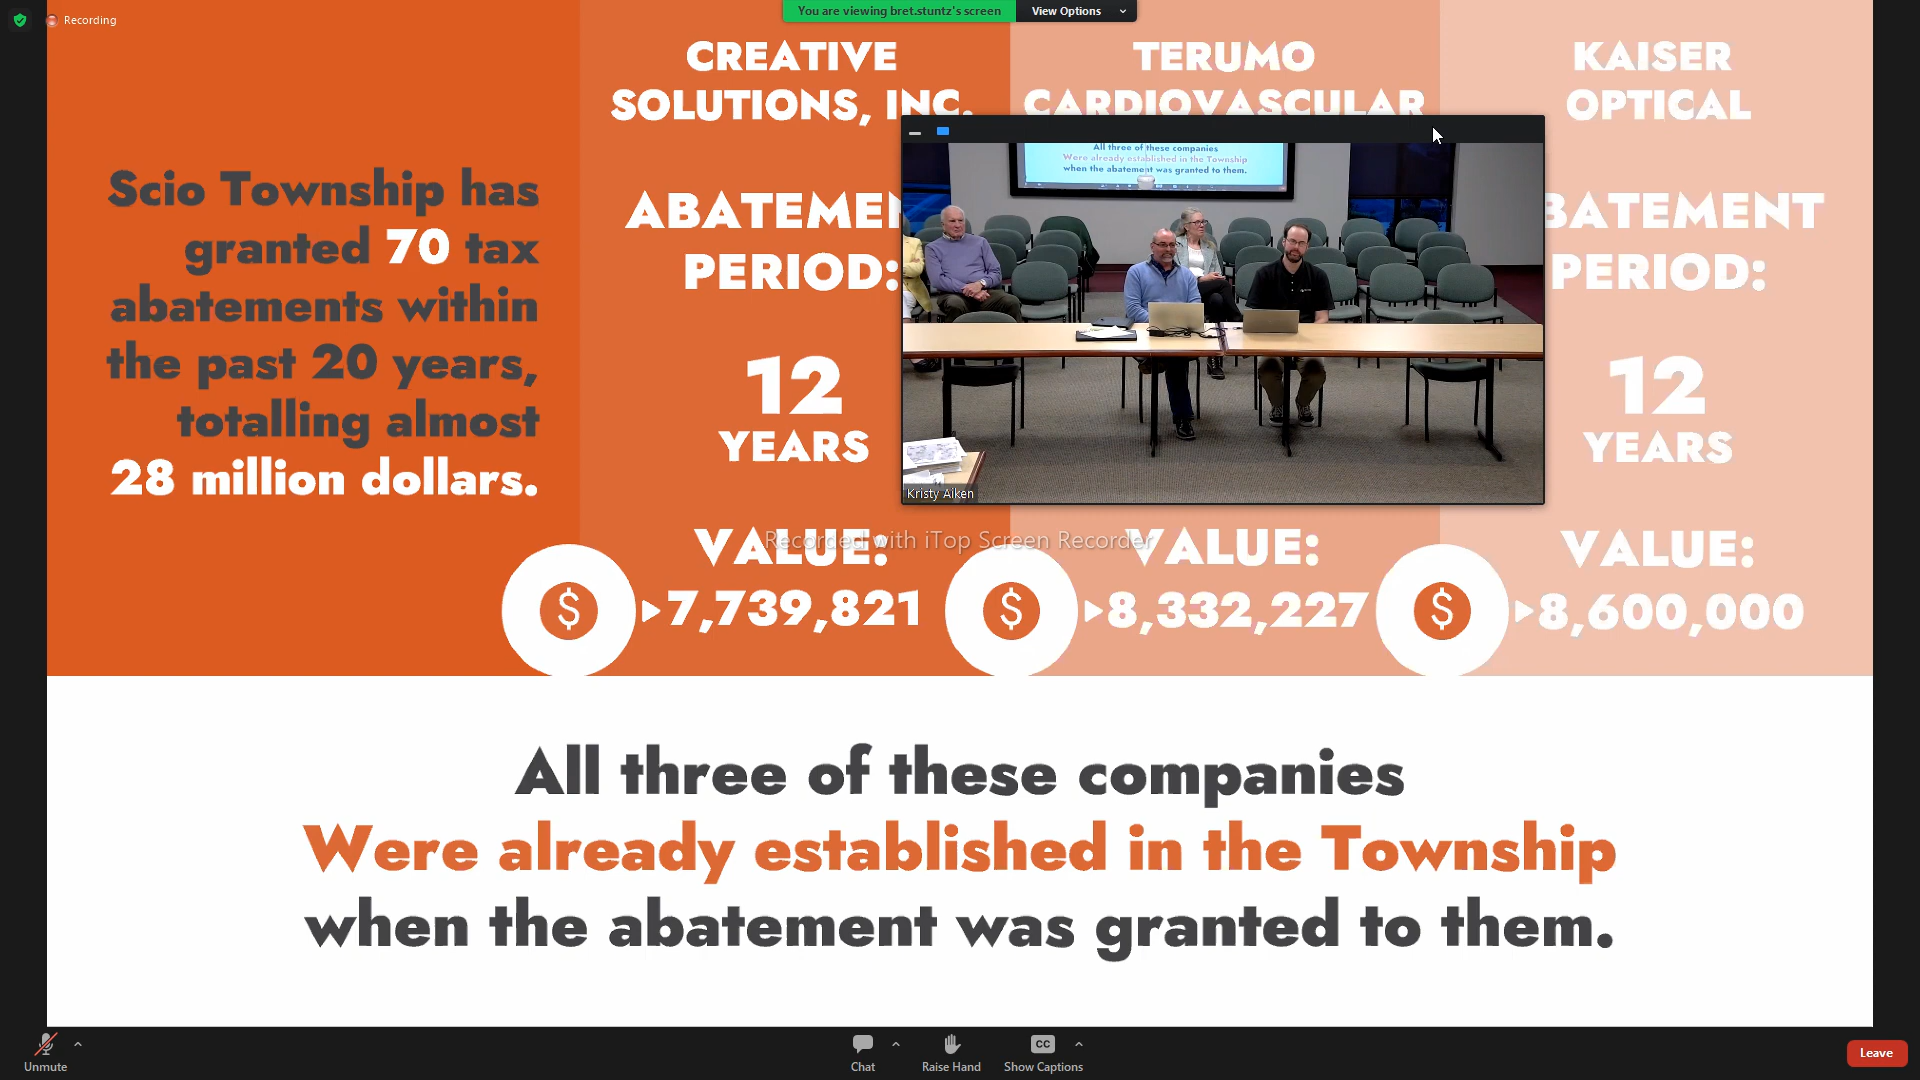 Recording
You are viewing bret.stuntz's screen
View Options
Scio Township has
granted 70 tax
abatements within
the past 20 years,
totalling almost
28 million dollars.
CREATIVE
SOLUTIONS, INC.
ABATEMEN
PERIOD:
12
YEARS
VALUE:
7,739,821
TERUMO
CARDIOVASCULAR
VALUE:
8,332,227
KAISER
OPTICAL
BATEMENT
PERIOD:
12
YEARS
VALUE:
8,600,000
All three of these companies
Were already established in the Township
when the abatement was granted to them.
Kristy Aiken
Recorded with iTop Screen Recorder
$
$
$
All three of these companies
Were already established in the Township
when the abatement was granted to them.
Unmute
Chat
Raise Hand
CC
Show Captions
Leave